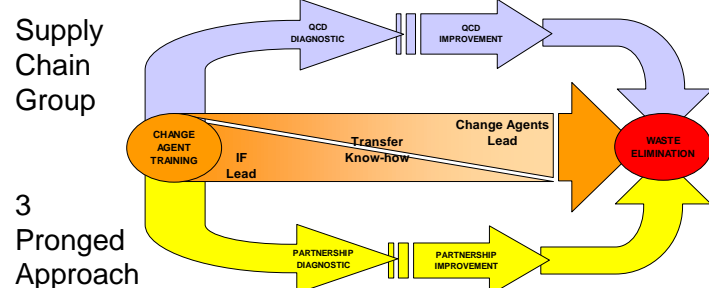 Supply
Chain
Group
QCD
DIAGNOSTIC
QCD
IMPROVEMENT
CHANGE
AGENT
TRAINING
IF
Lead
Transfer
Know-how
Change Agents
Lead
WASTE
ELIMINATION
3
Pronged
Approach
PARTNERSHIP
DIAGNOSTIC
PARTNERSHIP
IMPROVEMENT